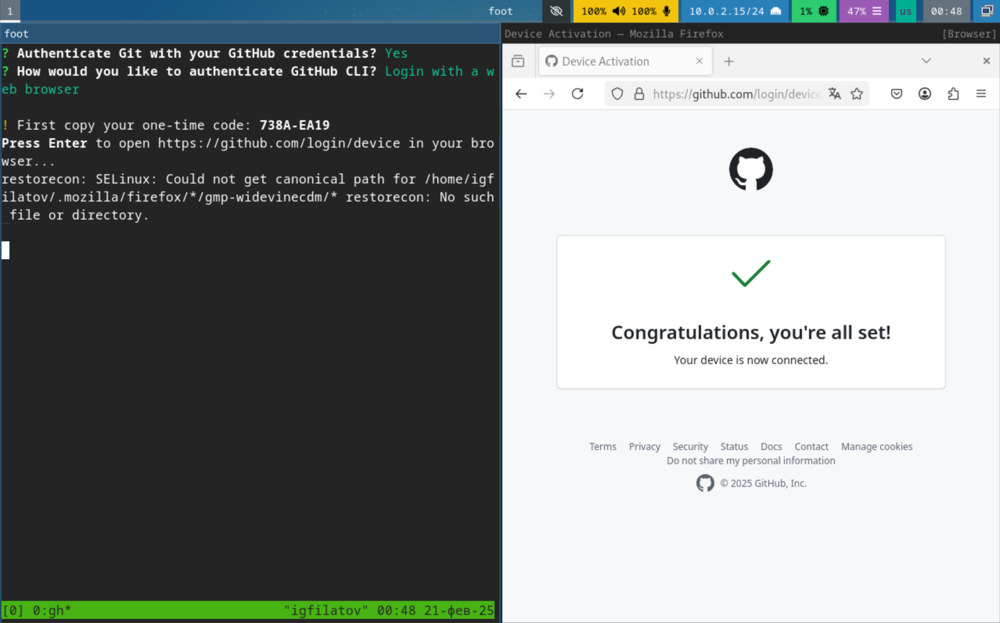 1
foot
100% 100%
10.0.2.15/24
1%
47%
us
00:48
foot
? Authenticate Git with your GitHub credentials? Yes
? How would you like to authenticate GitHub CLI? Login with a w
eb browser
! First copy your one-time code: 738A-EA19
Press Enter to open https://github.com/login/device in your bro
wser...
restorecon: SELinux: Could not get canonical path for /home/igf
ilatov/.mozilla/firefox/*/gmp-widevinecdm/* restorecon: No such
file or directory.
[0] 0:gh* "igfilatov" 00:48 21-фев-25
Device Activation — Mozilla Firefox [Browser]
Device Activation
https://github.com/login/device
Congratulations, you're all set!
Your device is now connected.
Terms Privacy Security Status Docs Contact Manage cookies
Do not share my personal information
© 2025 GitHub, Inc.